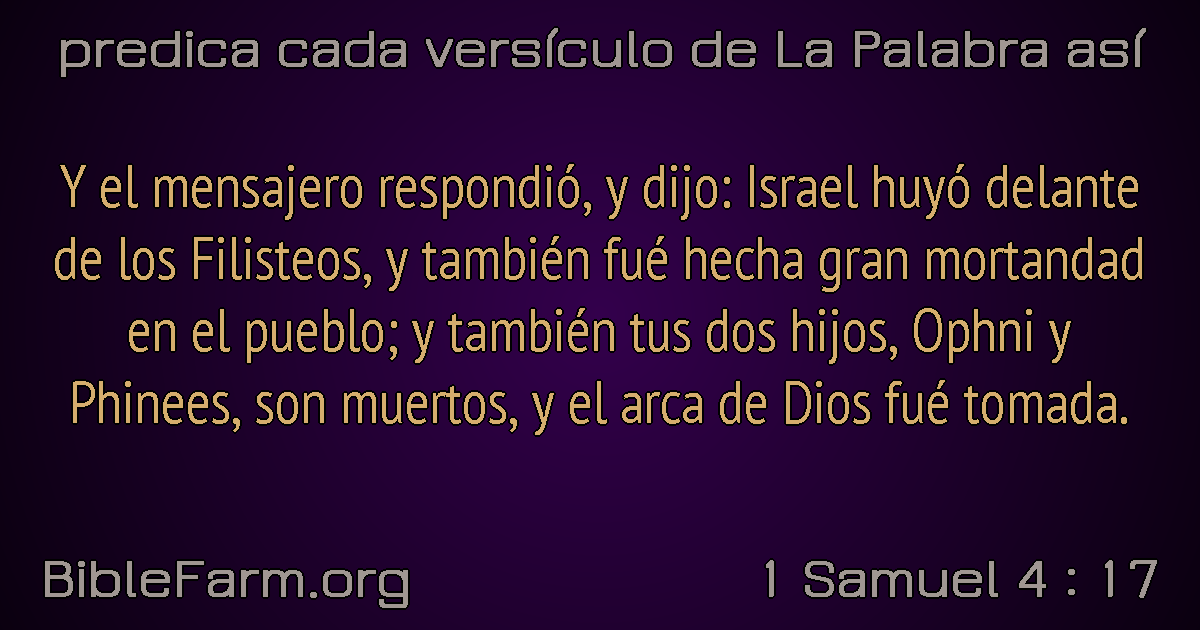 predica cada versículo de La Palabra así
Y el mensajero respondió, y dijo: Israel huyó delante
de los Filisteos, y también fué hecha gran mortandad
en el pueblo; y también tus dos hijos, Ophni y
Phinees, son muertos, y el arca de Dios fué tomada.
BibleFarm.org
1 Samuel 4 : 17